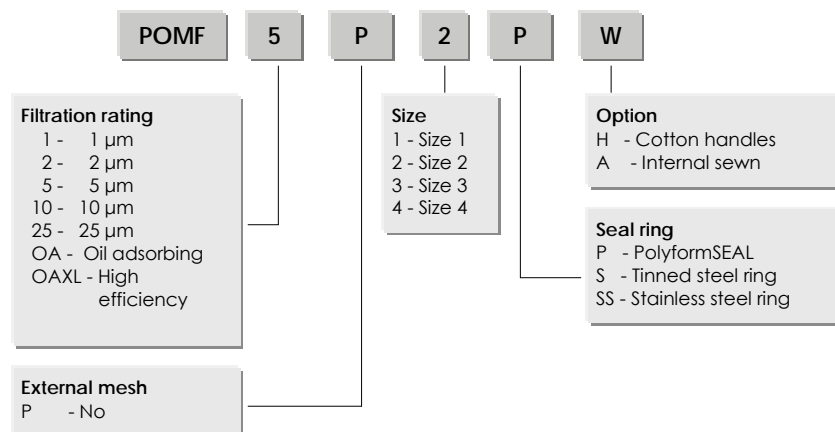 POMF 5 P 2 P W
Filtration rating
1 - 1 µm
2 - 2 µm
5 - 5 µm
10 - 10 µm
25 - 25 µm
OA - Oil adsorbing
OAXL - High
efficiency
External mesh
P - No
Size
1 - Size 1
2 - Size 2
3 - Size 3
4 - Size 4
Option
H - Cotton handles
A - Internal sewn
Seal ring
P - PolyformSEAL
S - Tinned steel ring
SS - Stainless steel ring